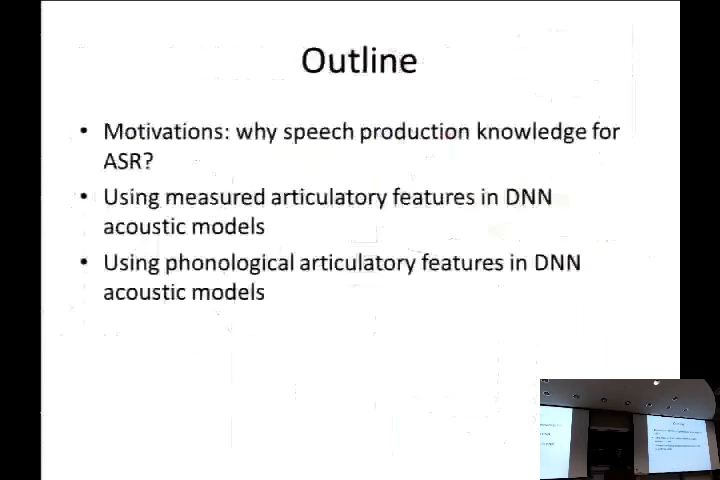 Outline
• Motivations: why speech production knowledge for
ASR?
• Using measured articulatory features in DNN
acoustic models
• Using phonological articulatory features in DNN
acoustic models